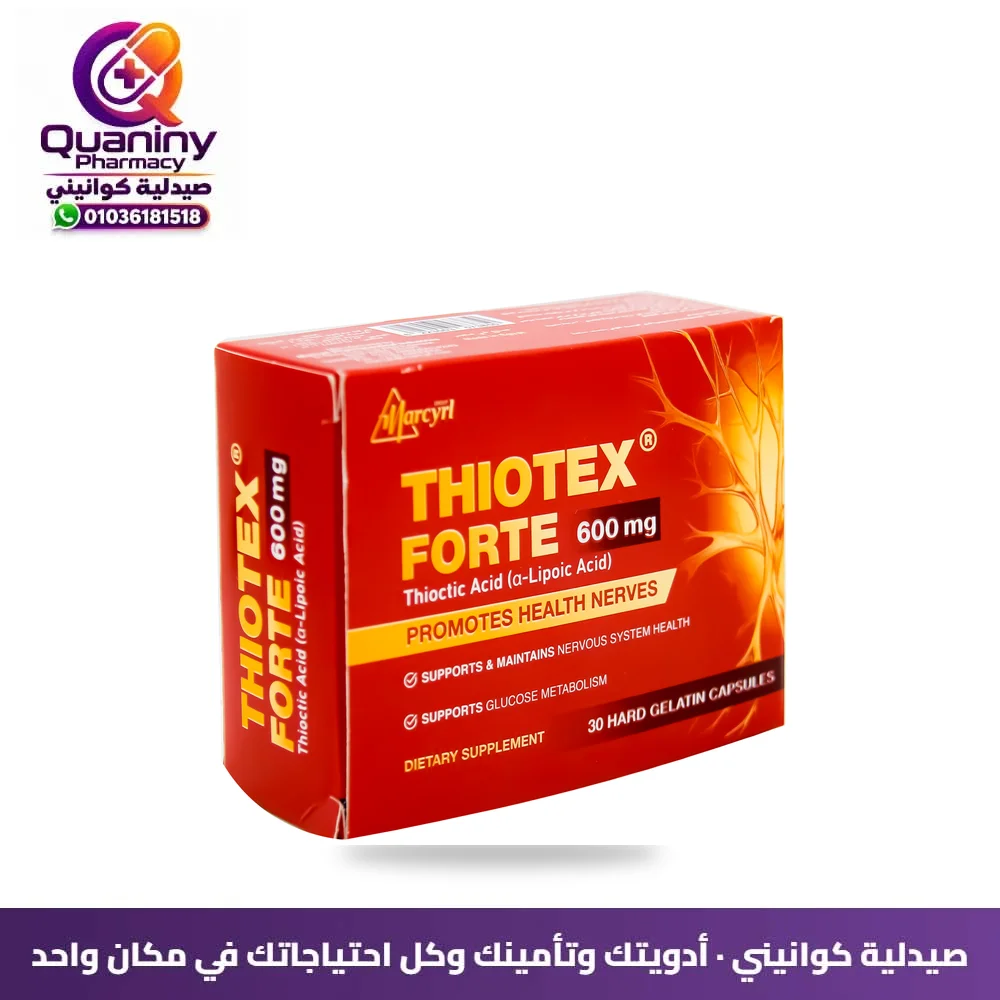 Quaniny
Pharmacy
صيدلية كوانيني
01036181518
Marcyrl
THIOTEX®
FORTE 600 mg
Thioctic Acid (α-Lipoic Acid)
PROMOTES HEALTH NERVES
SUPPORTS & MAINTAINS NERVOUS SYSTEM HEALTH
SUPPORTS GLUCOSE METABOLISM
DIETARY SUPPLEMENT
30 HARD GELATIN CAPSULES
THIOTEX®
FORTE 600 mg
Thioctic Acid (α-Lipoic Acid)
صيدلية كوانيني · أدويتك وتأمينك وكل احتياجاتك في مكان واحد